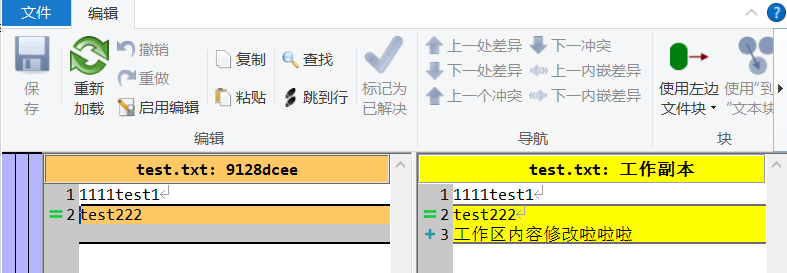 文件 编辑
保存 重新加载 撤销 重做 启用编辑 复制 粘贴 查找 跳到行 标记为已解决 上一处差异 下一处差异 上一个冲突 下一冲突 上一内嵌差异 下一内嵌差异 使用左边文件块 使用"到"文本块
编辑 导航 块
test.txt: 9128dcee
1 1111test1
2 test222
test.txt: 工作副本
1 1111test1
2 test222
3 工作区内容修改啦啦啦